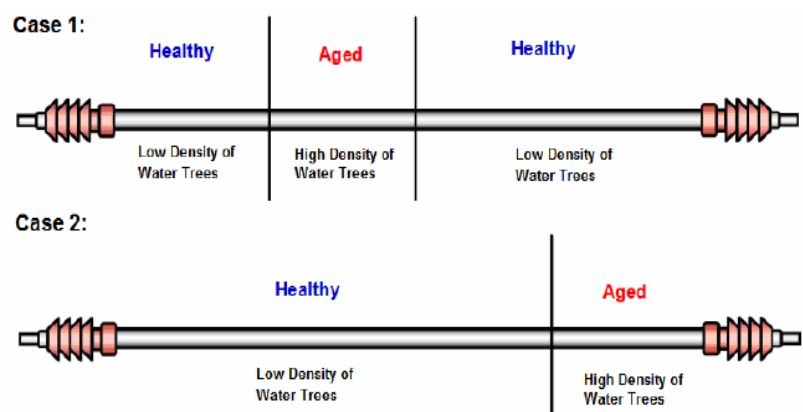 Case 1:
Healthy Aged Healthy
Low Density of High Density of Low Density of
Water Trees Water Trees Water Trees
Case 2:
Healthy Aged
Low Density of High Density of
Water Trees Water Trees